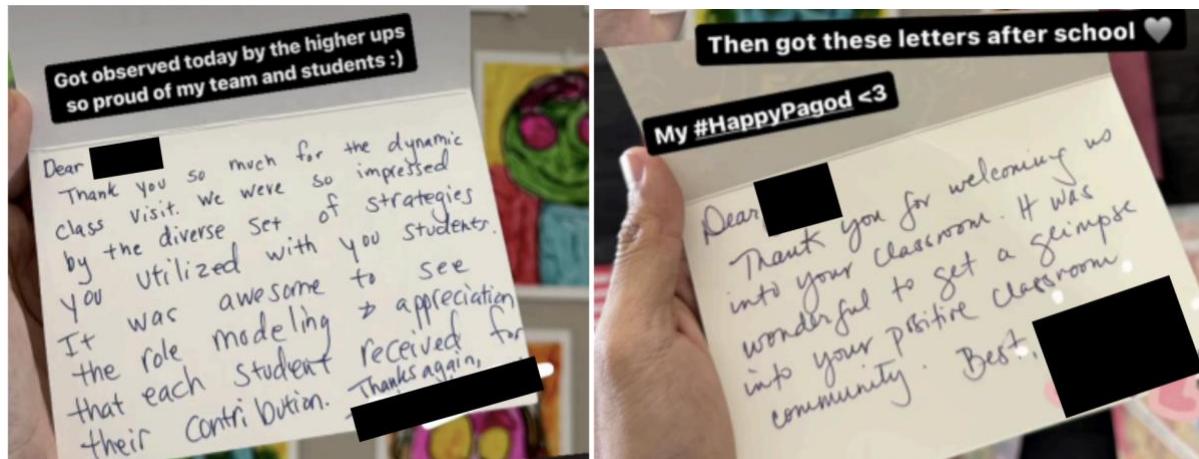 Got observed today by the higher ups
so proud of my team and students :)
Dear
Thank you so much for the dynamic
class visit. We were so impressed
by the diverse set of strategies
you utilized with you students.
It was awesome to see
the role modeling & appreciation
that each student received for
their contribution. Thanks again,
Then got these letters after school 🩶
My #HappyPagod <3
Dear
Thank you for welcoming us
into your classroom. It was
wonderful to get a glimpse
into your positive classroom
community. Best,